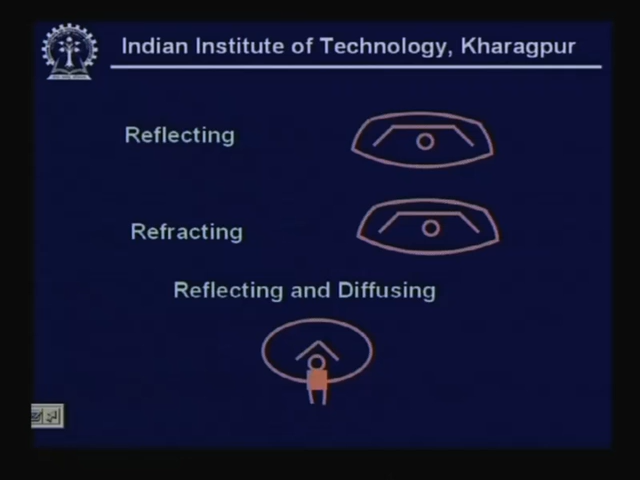 Indian Institute of Technology, Kharagpur
Reflecting
Refracting
Reflecting and Diffusing